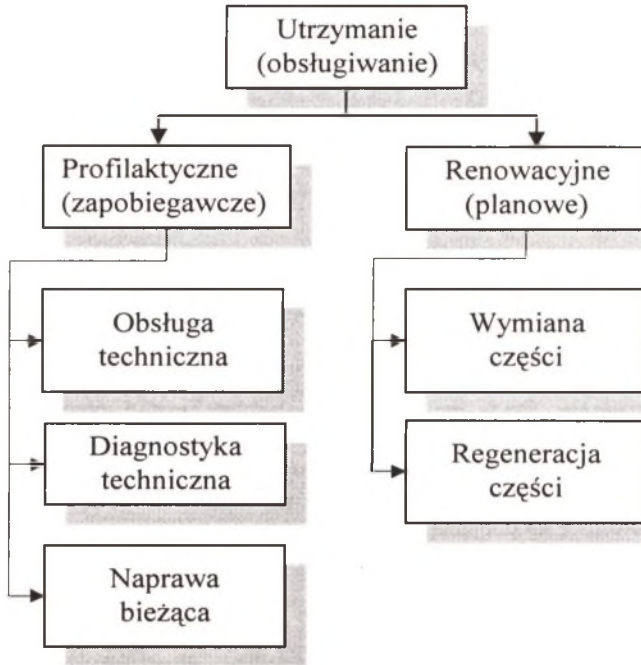 Utrzymanie
(obsługiwanie)
Profilaktyczne
(zapobiegawcze)
Renowacyjne
(planowe)
Obsługa
techniczna
Wymiana
części
Diagnostyka
techniczna
Regeneracja
części
Naprawa
bieżąca